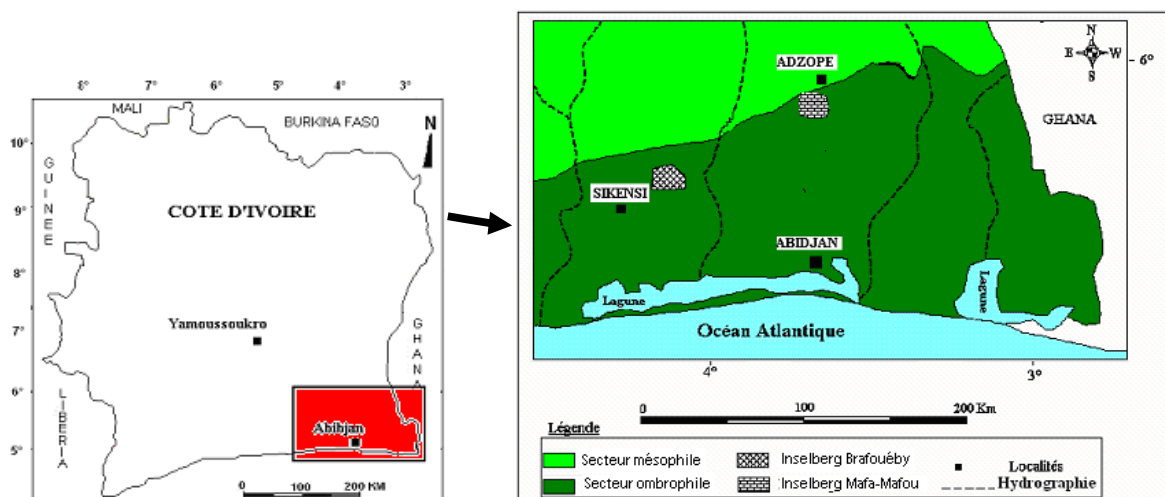 8° 7° 6° 5° 4° 3°
MALI
BURKINA FASO
N
10°
GUINEE
COTE D'IVOIRE
9°
8°
Yamoussoukro
7°
GHANA
6°
LIBERIA
Abibjan
5°
0 100 200 KM
N
E W
S
6°
ADZOPE
GHANA
SIKENSI
ABIDJAN
Lagune
Lagune
Océan Atlantique
4° 3°
0 100 200 Km
Légende
Secteur mésophile
Inselberg Brafouéby
Localités
Secteur ombrophile
Inselberg Mafa-Mafou
Hydrographie